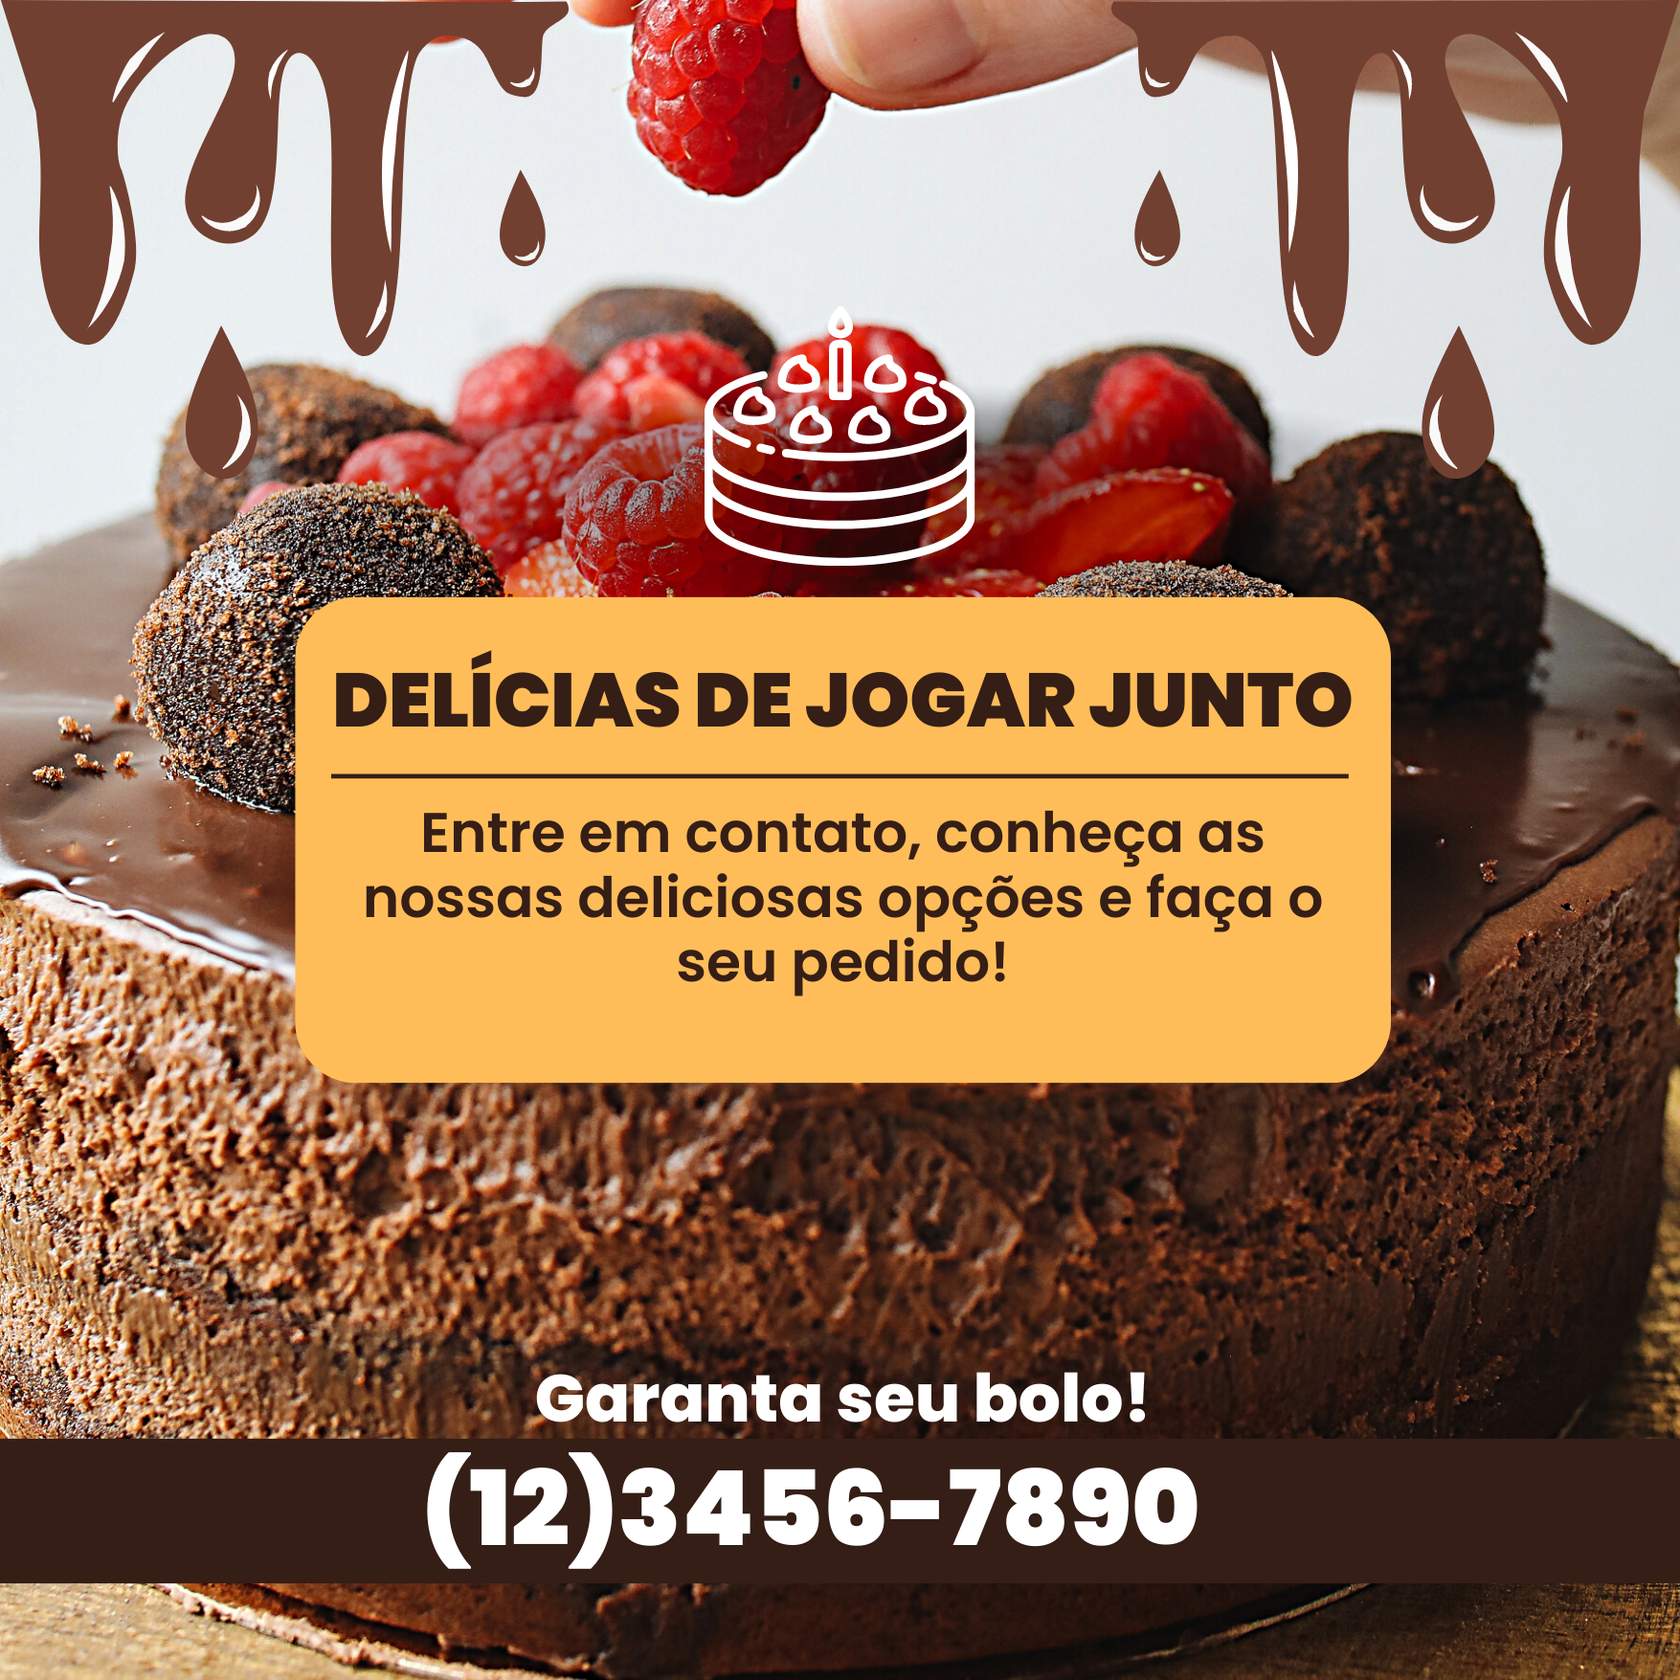 DELÍCIAS DE JOGAR JUNTO
Entre em contato, conheça as
nossas deliciosas opções e faça o
seu pedido!
Garanta seu bolo!
(12)3456-7890